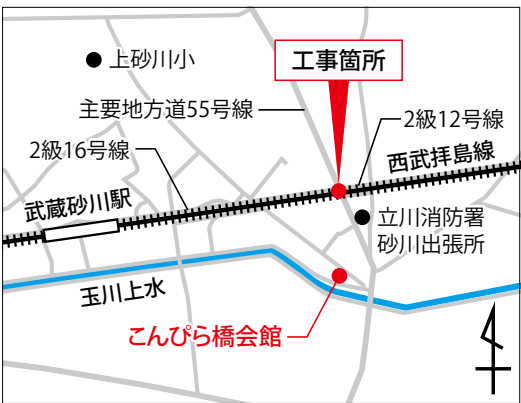 上砂川小
工事箇所
主要地方道55号線
2級12号線
2級16号線
西武拝島線
武蔵砂川駅
立川消防署
砂川出張所
玉川上水
こんぴら橋会館